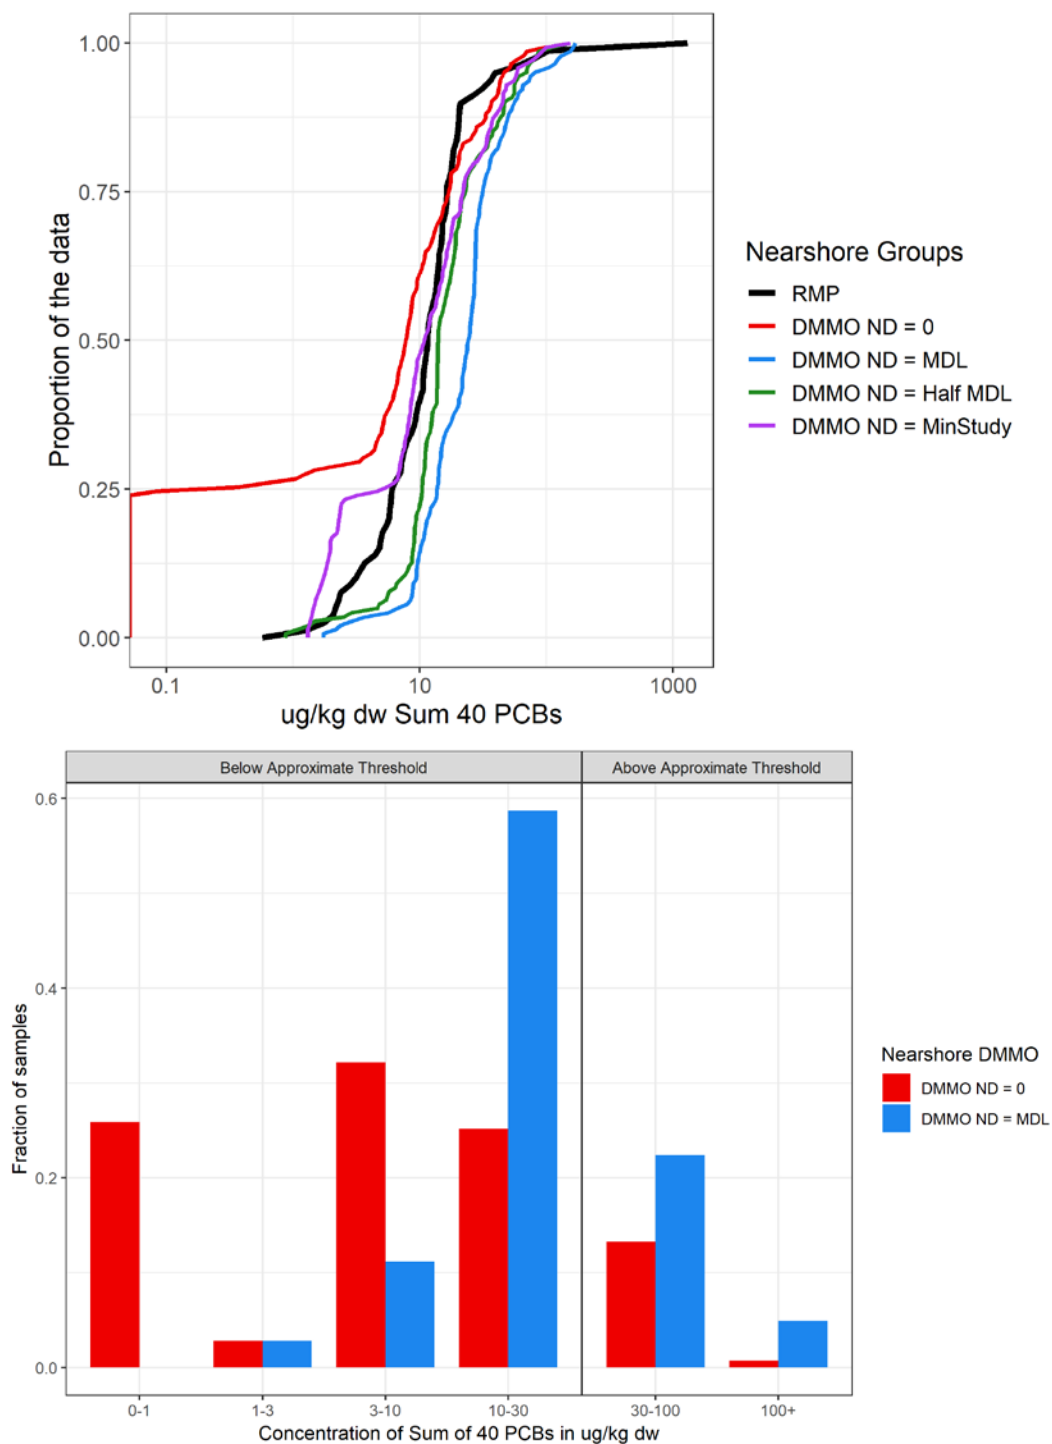 1.00
0.75
0.50
0.25
0.00
Proportion of the data
0.1
10
1000
ug/kg dw Sum 40 PCBs
Nearshore Groups
RMP
DMMO ND = 0
DMMO ND = MDL
DMMO ND = Half MDL
DMMO ND = MinStudy
Below Approximate Threshold
Above Approximate Threshold
0.6
0.4
0.2
0.0
Fraction of samples
0-1
1-3
3-10
10-30
30-100
100+
Concentration of Sum of 40 PCBs in ug/kg dw
Nearshore DMMO
DMMO ND = 0
DMMO ND = MDL